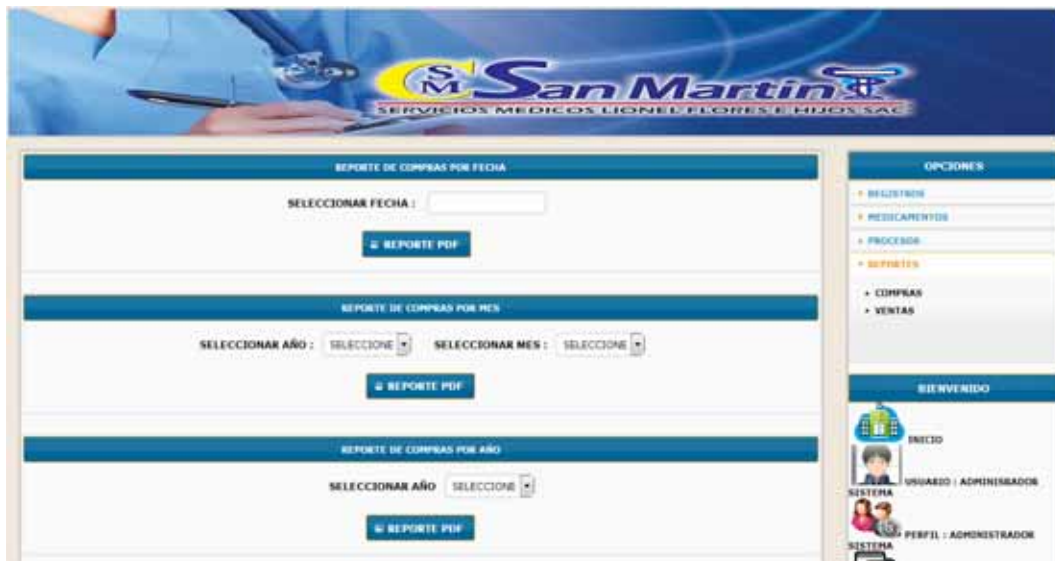 CSM San Martin
SERVICIOS MEDICOS LIONEL FLORES E HIJOS SAC
REPORTE DE COMPRAS POR FECHA
SELECCIONAR FECHA :
REPORTE PDF
REPORTE DE COMPRAS POR MES
SELECCIONAR AÑO : SELECCIONE SELECCIONAR MES : SELECCIONE
REPORTE PDF
REPORTE DE COMPRAS POR AÑO
SELECCIONAR AÑO SELECCIONE
REPORTE PDF
OPCIONES
REGISTROS
MEDICAMENTOS
PROCESOS
REPORTES
COMPRAS
VENTAS
BIENVENIDO
INICIO
USUARIO : ADMINISRADOR
SISTEMA
PERFIL : ADMINISTRADOR
SISTEMA